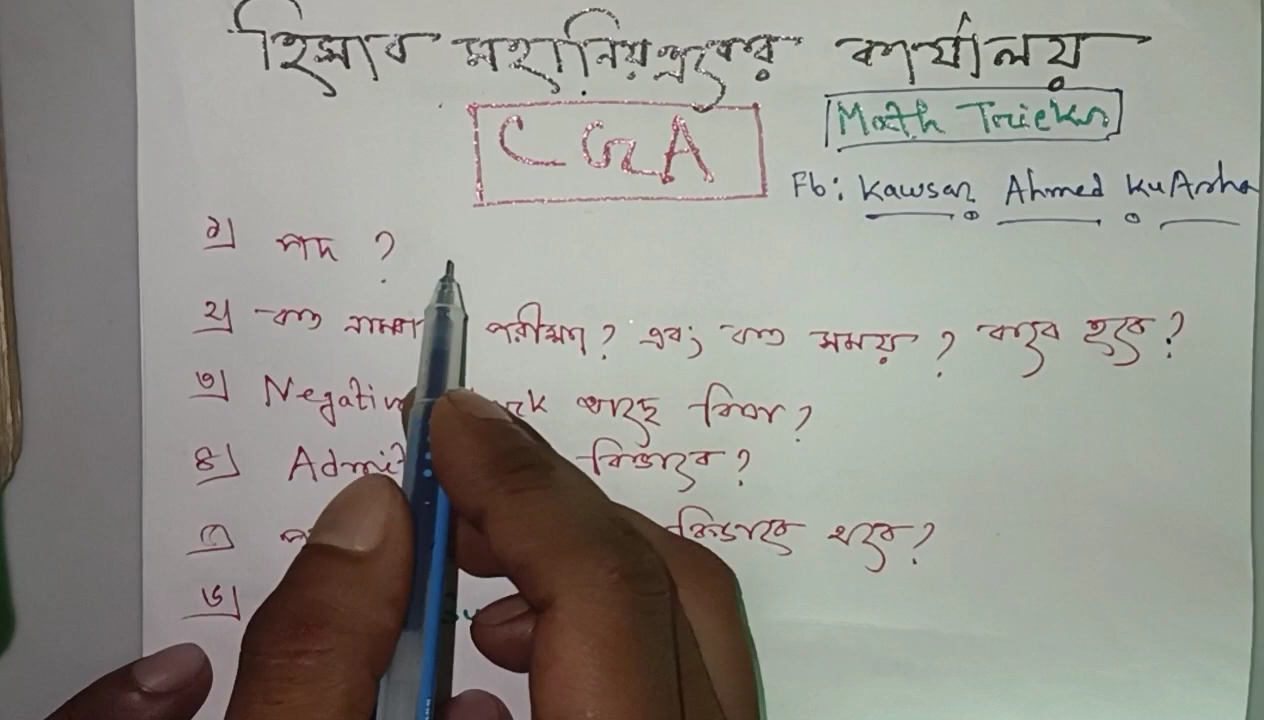 হিসাব মহানিয়ন্ত্রকের কার্যালয়
CGA
Math Tricks
Fb: Kawsar Ahmed KuAsha
১। পদ ?
২। কত পরীক্ষা? এবং কত সময়? কবে হবে?
৩। Negative আছে কিনা?
৪। Admit কিভাবে?
৫। কিভাবে হবে?
৬।